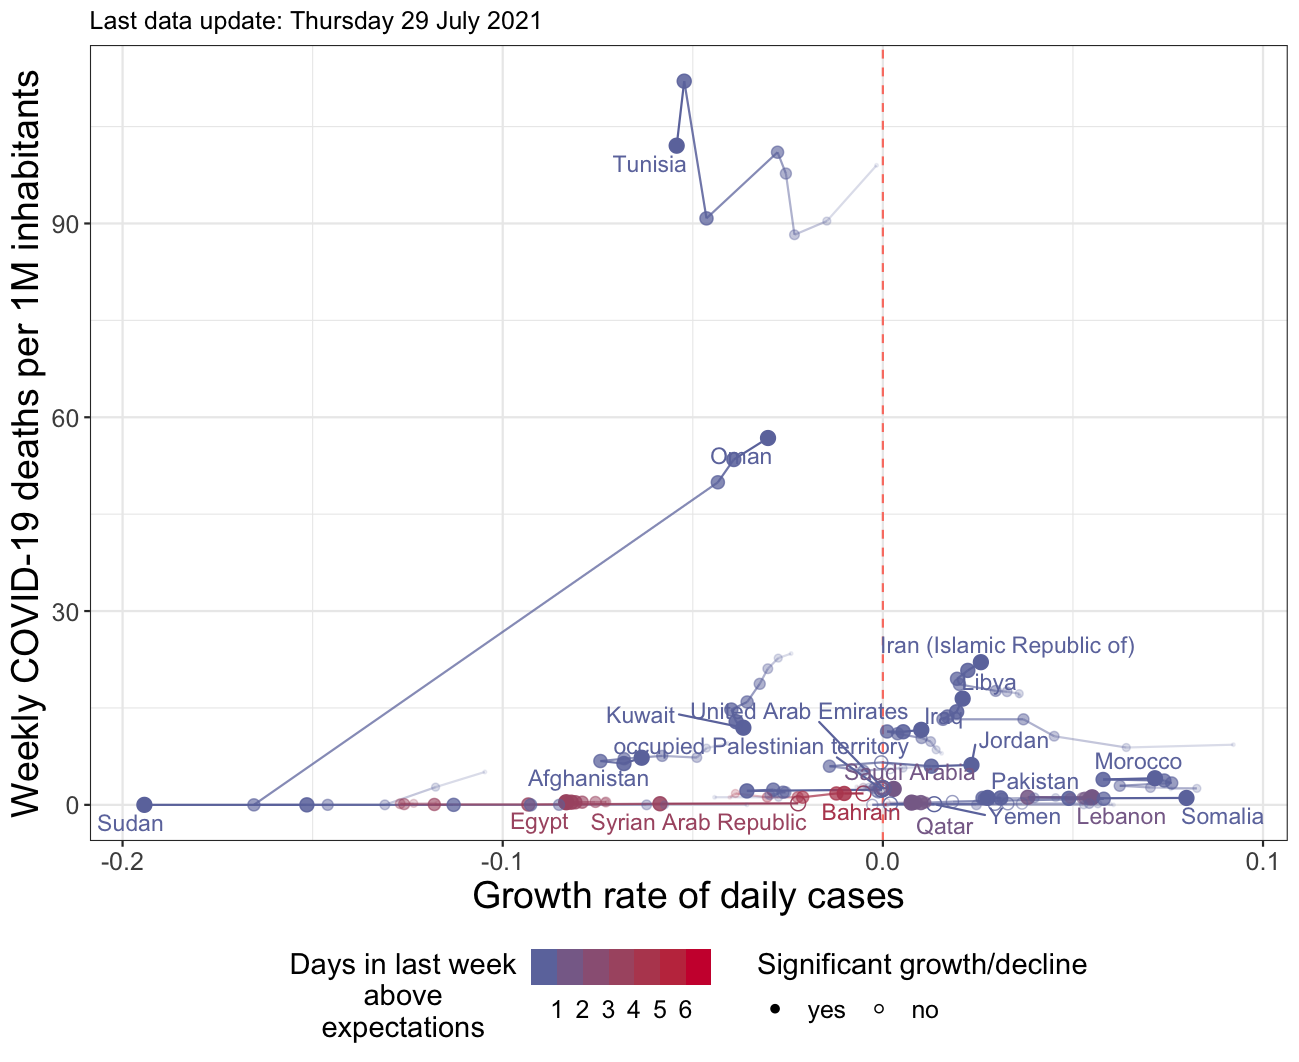 Last data update: Thursday 29 July 2021
Weekly COVID-19 deaths per 1M inhabitants
90
60
30
0
Tunisia
Oman
Iran (Islamic Republic of)
Libya
Kuwait
United Arab Emirates
Iraq
occupied Palestinian territory
Jordan
Afghanistan
Saudi Arabia
Morocco
Pakistan
Sudan
Egypt
Syrian Arab Republic
Bahrain
Qatar
Yemen
Lebanon
Somalia
-0.2
-0.1
0.0
0.1
Growth rate of daily cases
Days in last week
above
expectations
1 2 3 4 5 6
Significant growth/decline
yes no